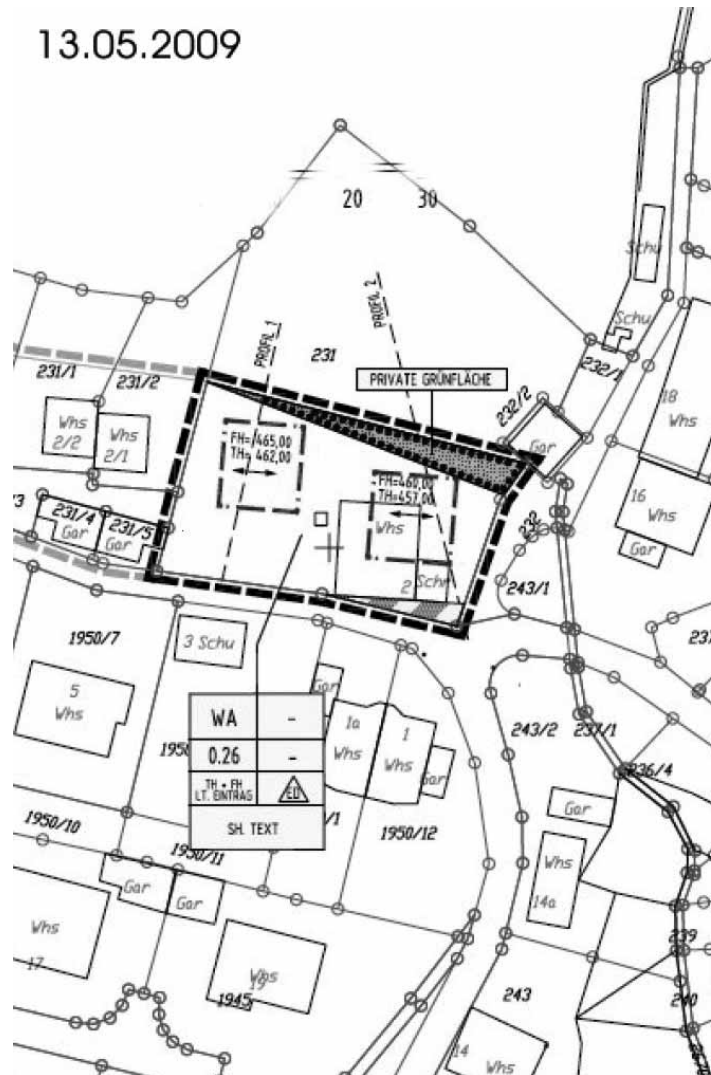 13.05.2009
20 30
Schu
PROFIL 1
PROFIL 2
231
Schu
232/1
231/1
231/2
PRIVATE GRÜNFLÄCHE
232/2
18
Whs
Whs
2/2
Whs
2/1
FH= 465,00
TH= 462,00
Gar
FH=460,00
TH=457,00
16
Whs
231/4
Gar
231/5
Gar
Whs
232
Gar
2
Schu
243/1
1950/7
3 Schu
5
Whs
Gar
1a
Whs
1
Whs
Gar
243/2
237/1
236/4
WA -
0.26 -
TH + FH
LT. EINTRAG
ED
SH. TEXT
1950/12
Gar
1950/10
1950/11
Whs
14a
Gar
Gar
Whs
17
Whs
19
1945
239
240
243
14
Whs